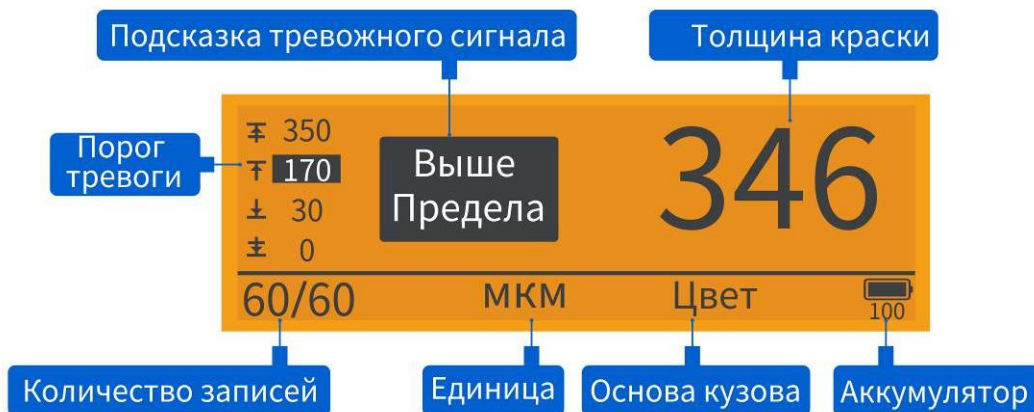 Подсказка тревожного сигнала
Толщина краски
Порог
тревоги
350
170
30
0
Выше
Предела
346
60/60
мкм
Цвет
100
Количество записей
Единица
Основа кузова
Аккумулятор